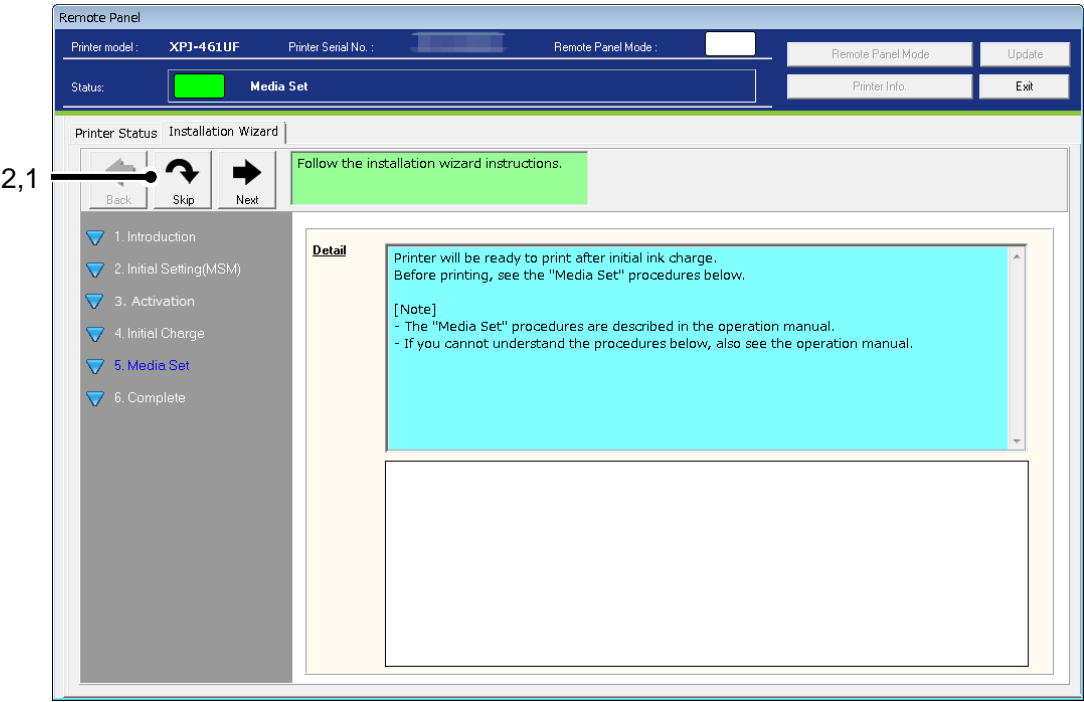 Remote Panel
Printer model : XPJ-461UF Printer Serial No. : Remote Panel Mode :
Remote Panel Mode Update
Status: Media Set
Printer Info. Exit
Printer Status Installation Wizard
2,1
Back Skip Next
Follow the installation wizard instructions.
1. Introduction
2. Initial Setting(MSM)
3. Activation
4. Initial Charge
5. Media Set
6. Complete
Detail
Printer will be ready to print after initial ink charge.
Before printing, see the "Media Set" procedures below.
[Note]
- The "Media Set" procedures are described in the operation manual.
- If you cannot understand the procedures below, also see the operation manual.